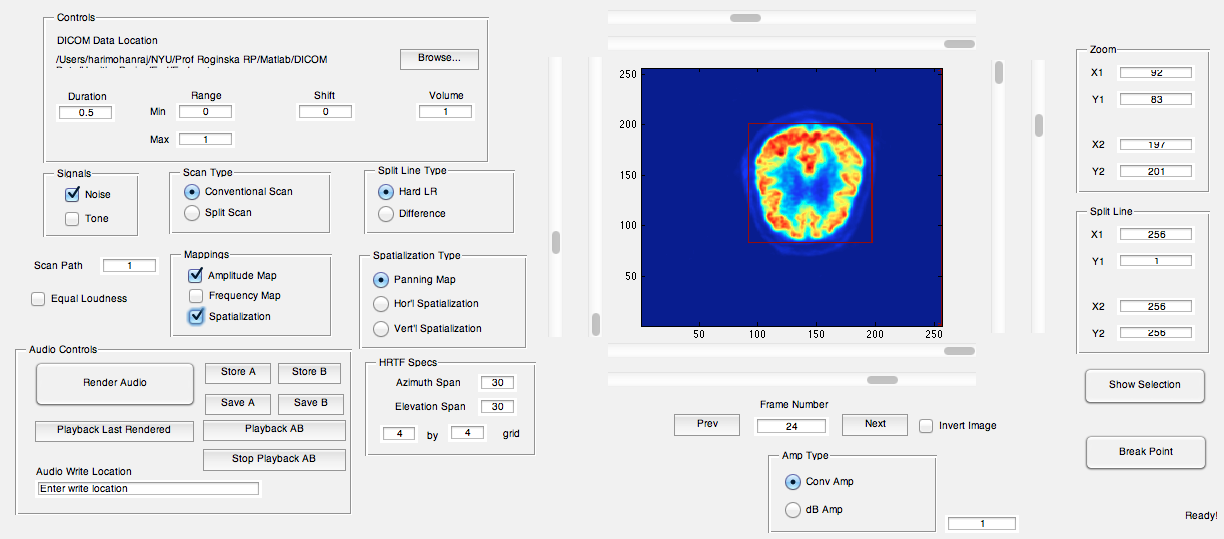 Controls
DICOM Data Location
/Users/harimohanraj/NYU/Prof Roginska RP/Matlab/DICOM
Browse...
Duration
Range
Shift
Volume
0.5
Min
0
0
1
Max
1
Signals
Noise
Tone
Scan Type
Conventional Scan
Split Scan
Split Line Type
Hard LR
Difference
Scan Path
1
Equal Loudness
Mappings
Amplitude Map
Frequency Map
Spatialization
Spatialization Type
Panning Map
Hor'l Spatialization
Vert'l Spatialization
Audio Controls
Render Audio
Store A
Store B
Save A
Save B
Playback Last Rendered
Playback AB
Stop Playback AB
Audio Write Location
Enter write location
HRTF Specs
Azimuth Span
30
Elevation Span
30
4
by
4
grid
250
200
150
100
50
50
100
150
200
250
Frame Number
Prev
24
Next
Invert Image
Amp Type
Conv Amp
dB Amp
1
Zoom
X1
92
Y1
83
X2
197
Y2
201
Split Line
X1
256
Y1
1
X2
256
Y2
256
Show Selection
Break Point
Ready!